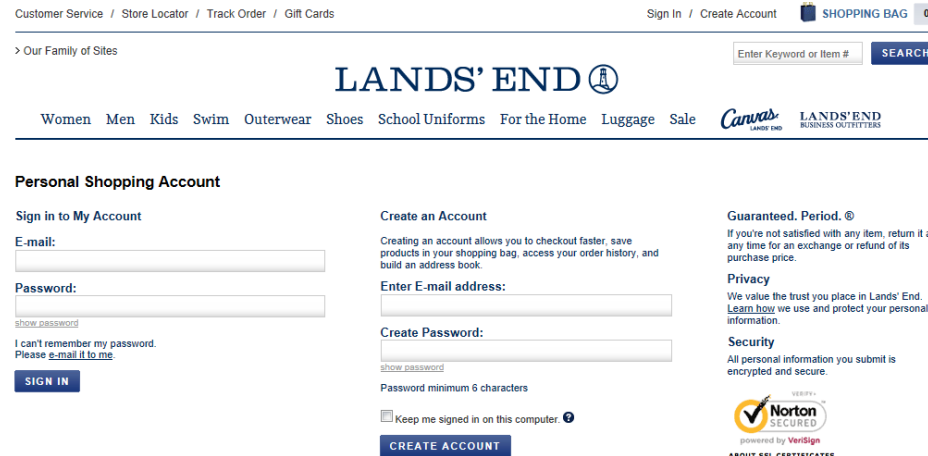 Customer Service / Store Locator / Track Order / Gift Cards
Sign In / Create Account
SHOPPING BAG
> Our Family of Sites
Enter Keyword or Item #
SEARCH
LANDS' END
Women Men Kids Swim Outerwear Shoes School Uniforms For the Home Luggage Sale
Canvas
LANDS' END
LANDS'END
BUSINESS OUTFITTERS
Personal Shopping Account
Sign in to My Account
E-mail:
Password:
show password
I can't remember my password.
Please e-mail it to me.
SIGN IN
Create an Account
Creating an account allows you to checkout faster, save
products in your shopping bag, access your order history, and
build an address book.
Enter E-mail address:
Create Password:
show password
Password minimum 6 characters
Keep me signed in on this computer. ?
CREATE ACCOUNT
Guaranteed. Period. ®
If you're not satisfied with any item, return it
any time for an exchange or refund of its
purchase price.
Privacy
We value the trust you place in Lands' End.
Learn how we use and protect your personal
information.
Security
All personal information you submit is
encrypted and secure.
VERIFY
Norton
SECURED
powered by VeriSign
ABOUT SSL CERTIFICATES